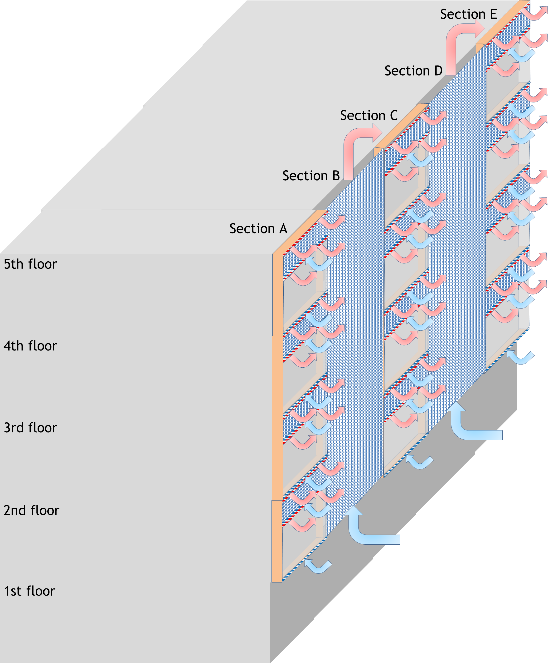 Section E
Section D
Section C
Section B
Section A
5th floor
4th floor
3rd floor
2nd floor
1st floor